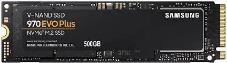 V-NAND SSD
970 EVO Plus
NVMe M.2 SSD
500GB
SAMSUNG